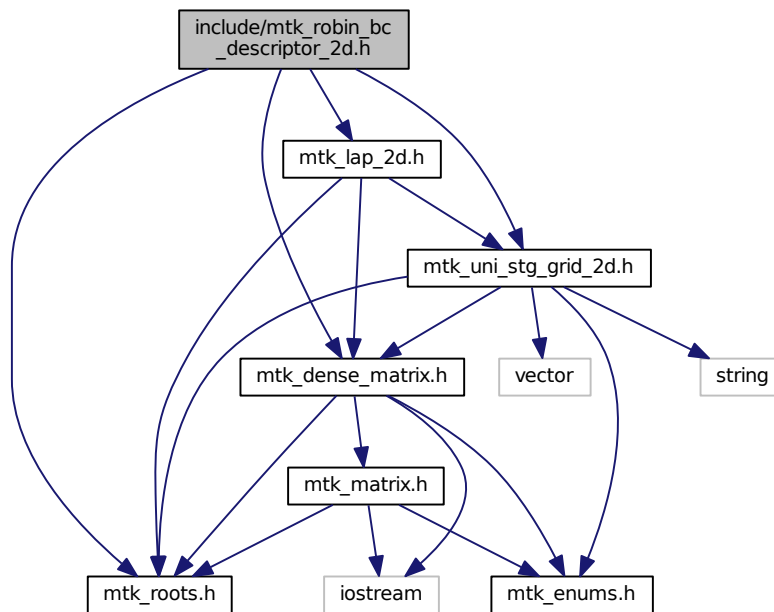 include/mtk_robin_bc
_descriptor_2d.h
mtk_lap_2d.h
mtk_uni_stg_grid_2d.h
mtk_dense_matrix.h
vector
string
mtk_matrix.h
mtk_roots.h
iostream
mtk_enums.h